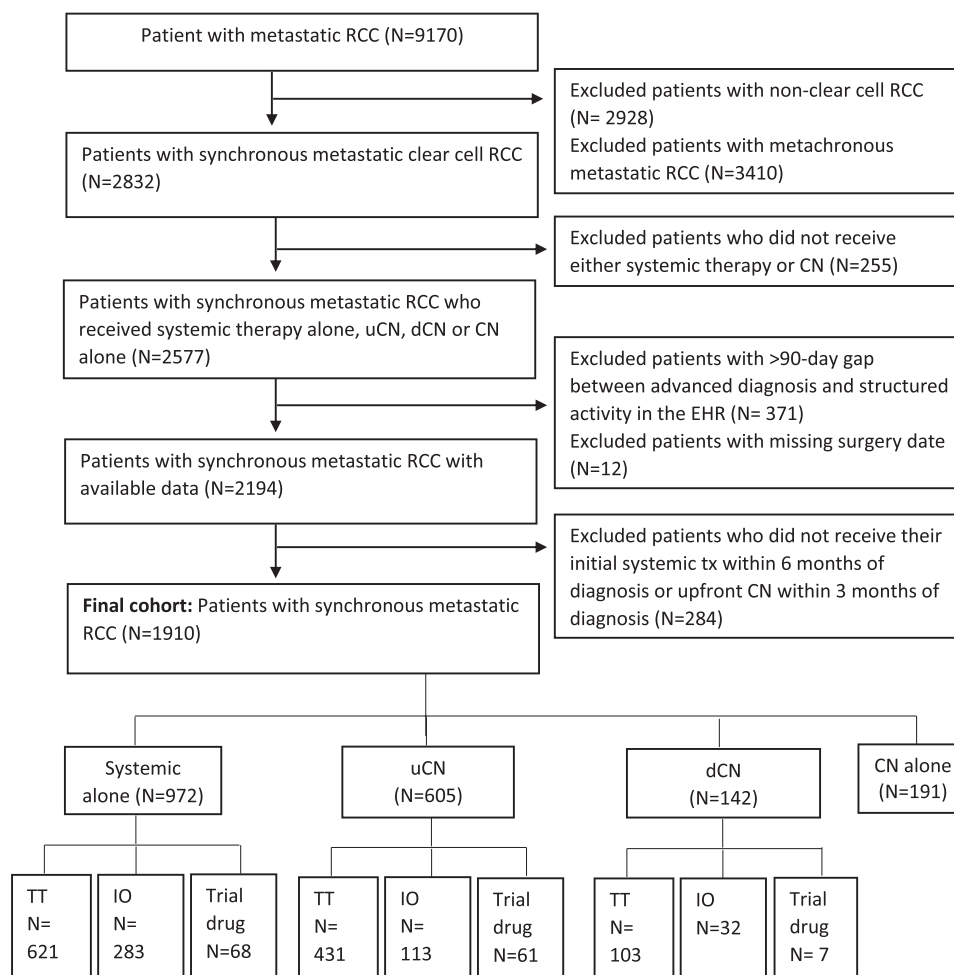 Patient with metastatic RCC (N=9170)
Excluded patients with non-clear cell RCC
(N= 2928)
Excluded patients with metachronous
metastatic RCC (N=3410)
Patients with synchronous metastatic clear cell RCC
(N=2832)
Excluded patients who did not receive
either systemic therapy or CN (N=255)
Patients with synchronous metastatic RCC who
received systemic therapy alone, uCN, dCN or CN
alone (N=2577)
Excluded patients with >90-day gap
between advanced diagnosis and structured
activity in the EHR (N= 371)
Excluded patients with missing surgery date
(N=12)
Patients with synchronous metastatic RCC with
available data (N=2194)
Excluded patients who did not receive their
initial systemic tx within 6 months of
diagnosis or upfront CN within 3 months of
diagnosis (N=284)
Final cohort: Patients with synchronous metastatic
RCC (N=1910)
Systemic
alone (N=972)
uCN
(N=605)
dCN
(N=142)
CN alone
(N=191)
TT
N=
621
IO
N=
283
Trial
drug
N=68
TT
N=
431
IO
N=
113
Trial
drug
N=61
TT
N=
103
IO
N=32
Trial
drug
N= 7